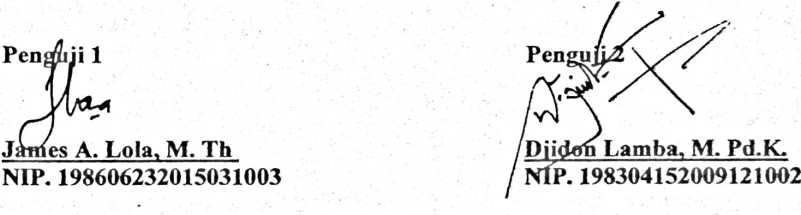 Penguji 1
James A. Lola, M. Th
NIP. 198606232015031003
Penguji 2
Djidon Lamba, M. Pd.K.
NIP. 198304152009121002